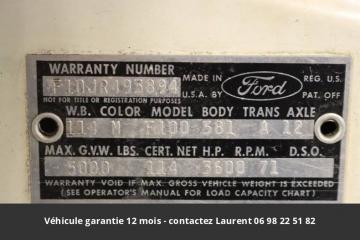 WARRANTY NUMBER
F10JR493894
MADE IN
U.S.A. BY
Ford
REG. U.S.
PAT. OFF
NOT FOR TITLE OR REGISTRATION PURPOSES
W.B. COLOR MODEL BODY TRANS AXLE
114 M F100 581 A 12
MAX. G.V.W. LBS. CERT. NET H.P. R.P.M. D.S.O.
5000 114 3600 71
WARRANTY VOID IF MAX. GROSS VEHICLE WEIGHT IS EXCEEDED
(SEE OPERATOR'S MANUAL FOR LOAD CAPACITY CHART)
Véhicule garantie 12 mois - contactez Laurent 06 98 22 51 82